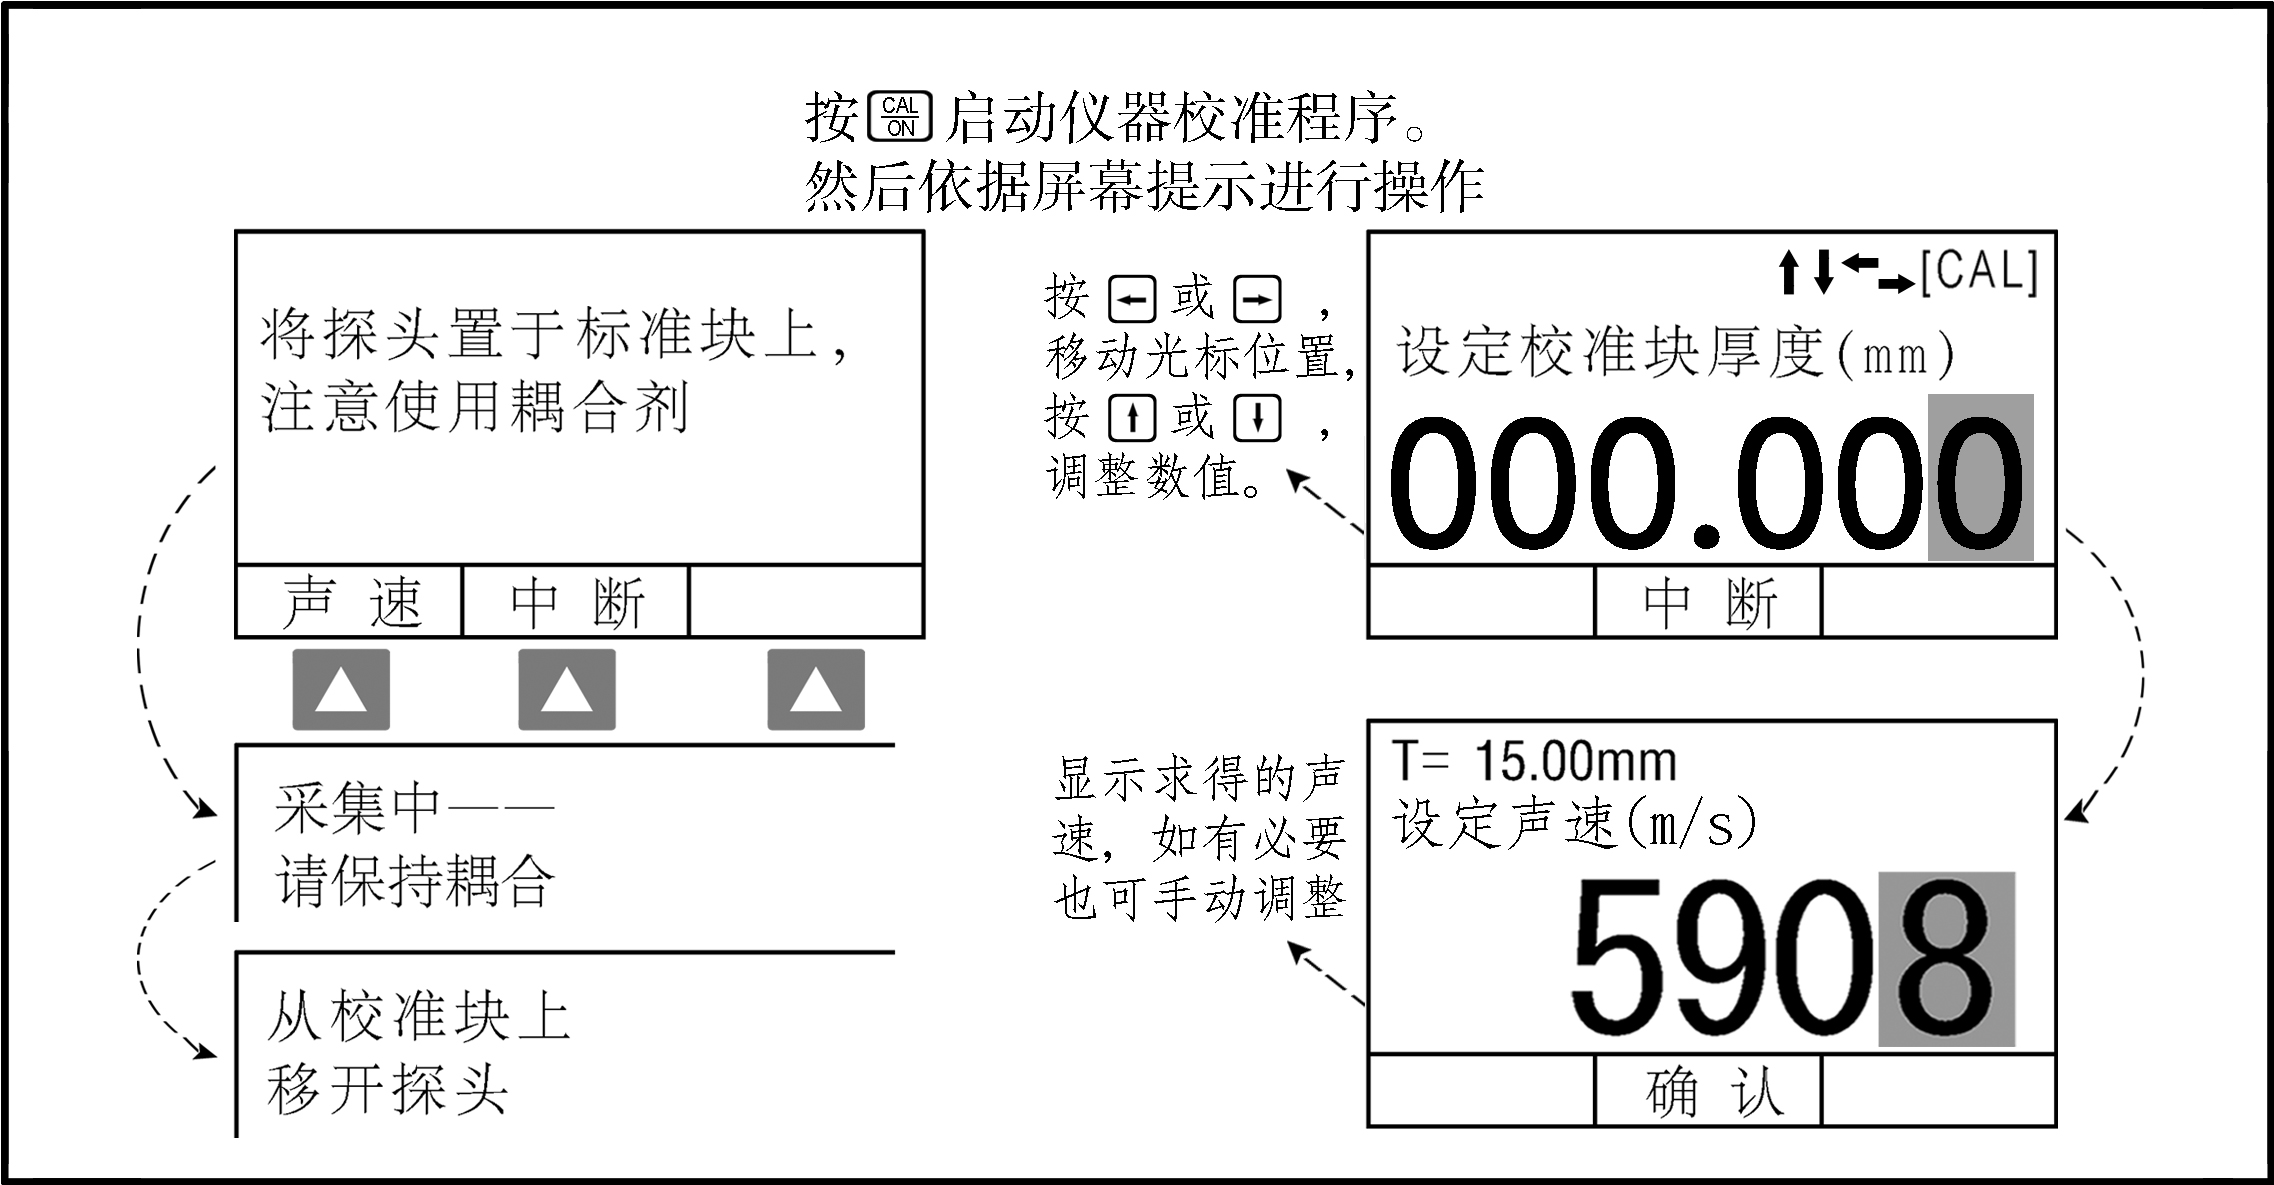 按 CAL ON 启动仪器校准程序。
然后依据屏幕提示进行操作
将探头置于标准块上，
注意使用耦合剂
声 速 中 断
采集中——
请保持耦合
从校准块上
移开探头
按 ← 或 → ，
移动光标位置，
按 ↑ 或 ↓ ，
调整数值。
↑↓←→[CAL]
设定校准块厚度(mm)
000.000
中 断
显示求得的声
速，如有必要
也可手动调整
T= 15.00mm
设定声速(m/s)
5908
确 认